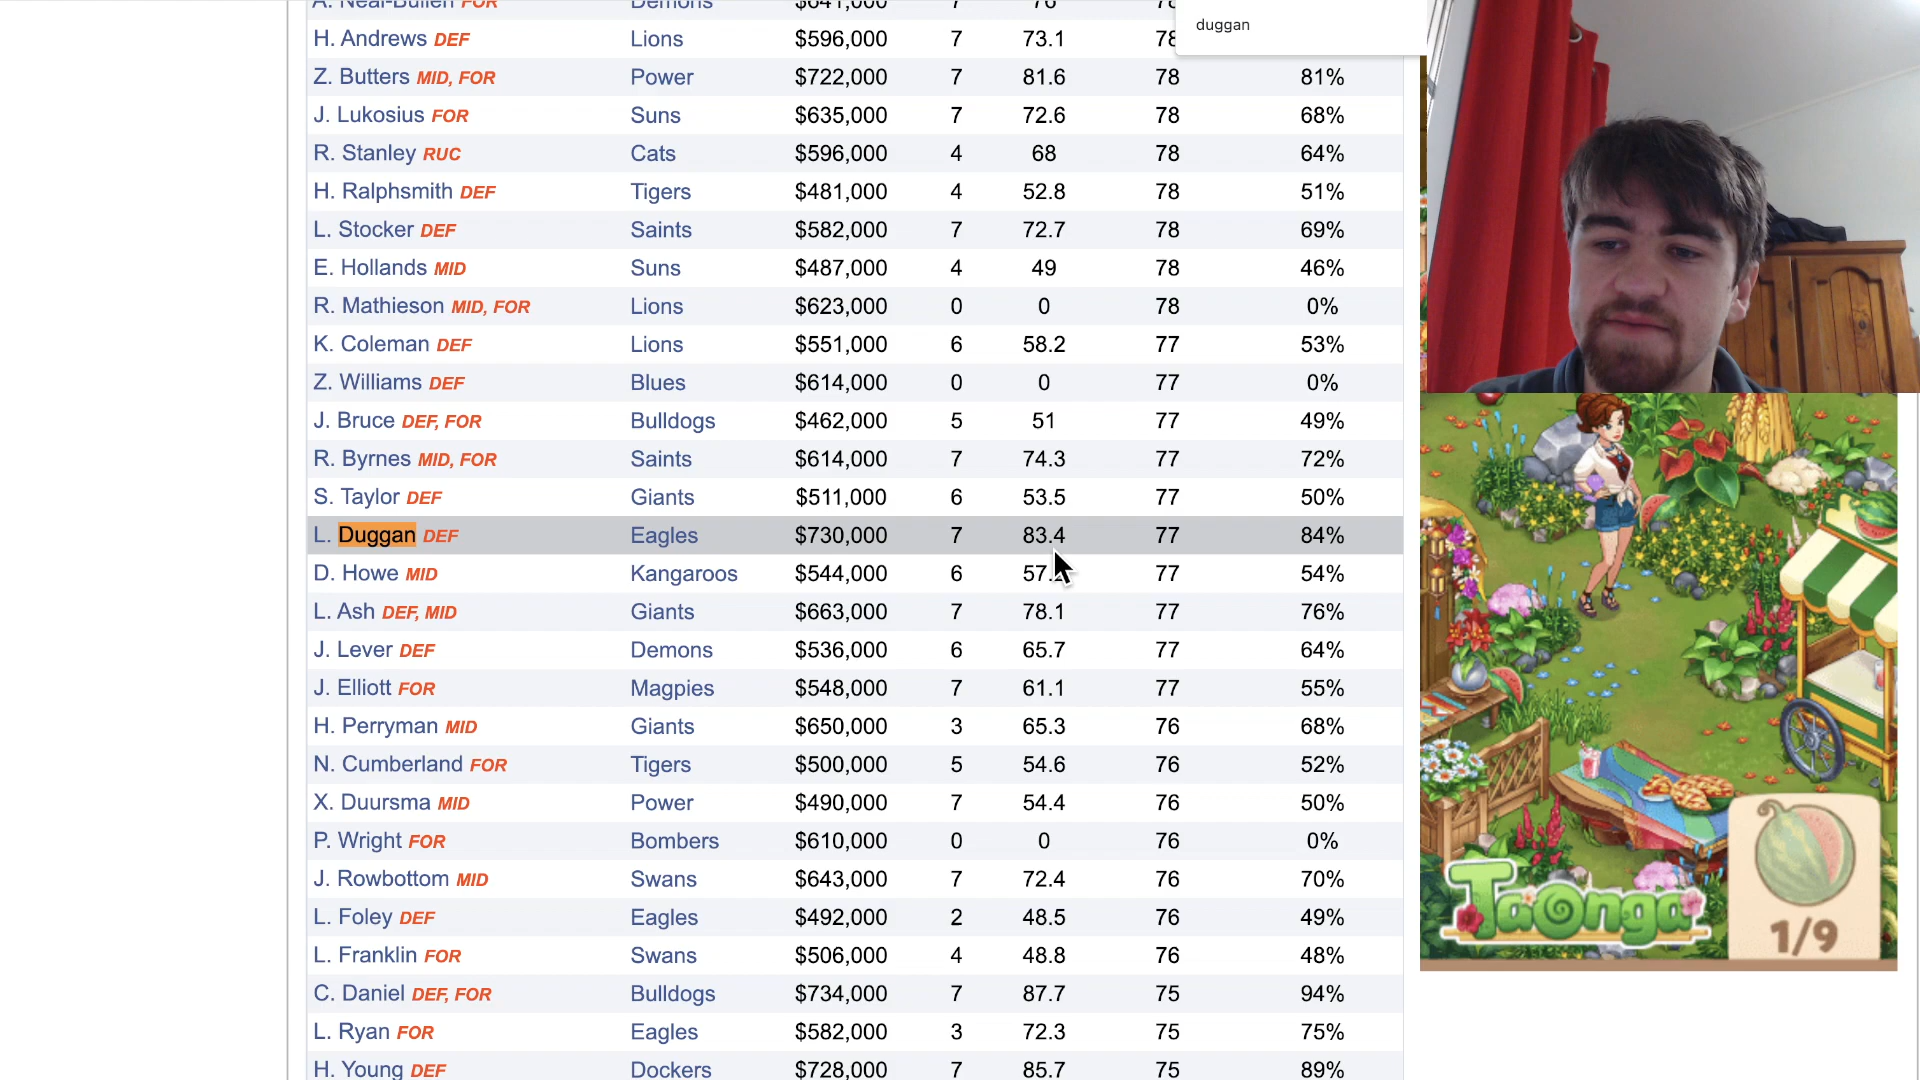 duggan
A. Neal-Bullen FOR Demons $641,000 7 76
H. Andrews DEF Lions $596,000 7 73.1 78
Z. Butters MID, FOR Power $722,000 7 81.6 78 81%
J. Lukosius FOR Suns $635,000 7 72.6 78 68%
R. Stanley RUC Cats $596,000 4 68 78 64%
H. Ralphsmith DEF Tigers $481,000 4 52.8 78 51%
L. Stocker DEF Saints $582,000 7 72.7 78 69%
E. Hollands MID Suns $487,000 4 49 78 46%
R. Mathieson MID, FOR Lions $623,000 0 0 78 0%
K. Coleman DEF Lions $551,000 6 58.2 77 53%
Z. Williams DEF Blues $614,000 0 0 77 0%
J. Bruce DEF, FOR Bulldogs $462,000 5 51 77 49%
R. Byrnes MID, FOR Saints $614,000 7 74.3 77 72%
S. Taylor DEF Giants $511,000 6 53.5 77 50%
L. Duggan DEF Eagles $730,000 7 83.4 77 84%
D. Howe MID Kangaroos $544,000 6 77 54%
L. Ash DEF, MID Giants $663,000 7 78.1 77 76%
J. Lever DEF Demons $536,000 6 65.7 77 64%
J. Elliott FOR Magpies $548,000 7 61.1 77 55%
H. Perryman MID Giants $650,000 3 65.3 76 68%
N. Cumberland FOR Tigers $500,000 5 54.6 76 52%
X. Duursma MID Power $490,000 7 54.4 76 50%
P. Wright FOR Bombers $610,000 0 0 76 0%
J. Rowbottom MID Swans $643,000 7 72.4 76 70%
L. Foley DEF Eagles $492,000 2 48.5 76 49%
L. Franklin FOR Swans $506,000 4 48.8 76 48%
C. Daniel DEF, FOR Bulldogs $734,000 7 87.7 75 94%
L. Ryan FOR Eagles $582,000 3 72.3 75 75%
H. Young DEF Dockers $728,000 7 85.7 75 89%
Taonga
1/9